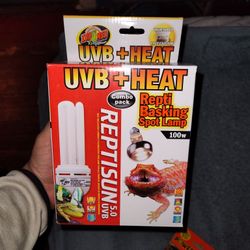 ZOO MED
UVB+HEAT
UVB+HEAT
Combo
pack
Repti
Basking
Spot Lamp
100w
REPTISUN
5.0
UVB